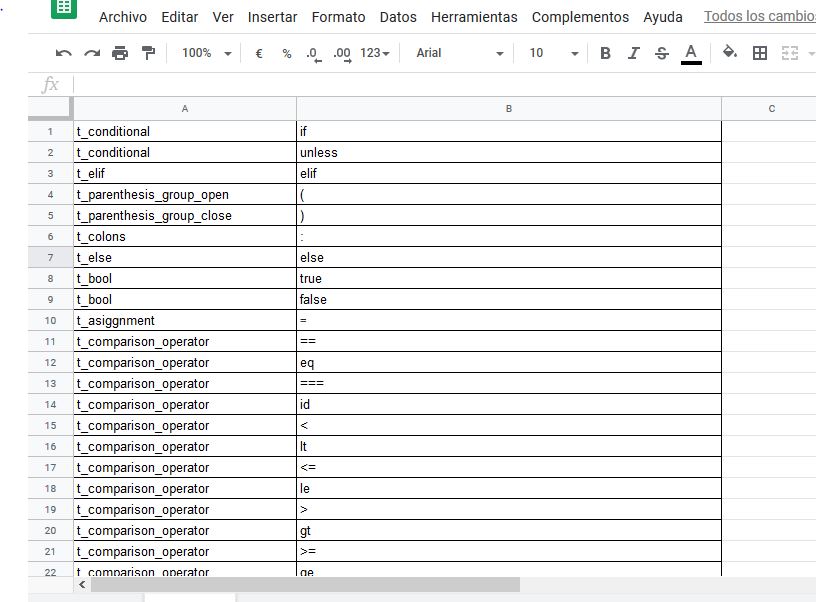 Archivo Editar Ver Insertar Formato Datos Herramientas Complementos Ayuda Todos los cambios
100% € % .0 .00 123 Arial 10 B I S A
fx
A B C
1 t_conditional if
2 t_conditional unless
3 t_elif elif
4 t_parenthesis_group_open (
5 t_parenthesis_group_close )
6 t_colons :
7 t_else else
8 t_bool true
9 t_bool false
10 t_asiggnment =
11 t_comparison_operator ==
12 t_comparison_operator eq
13 t_comparison_operator ===
14 t_comparison_operator id
15 t_comparison_operator <
16 t_comparison_operator lt
17 t_comparison_operator <=
18 t_comparison_operator le
19 t_comparison_operator >
20 t_comparison_operator gt
21 t_comparison_operator >=
22 t_comparison_operator ge